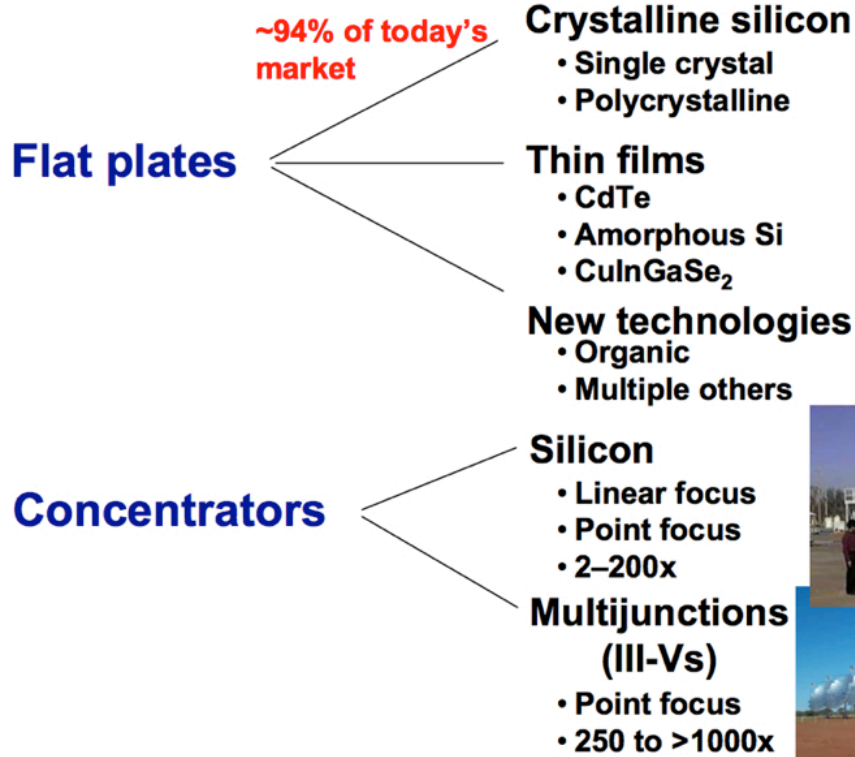 ~94% of today's
market
Crystalline silicon
• Single crystal
• Polycrystalline
Flat plates
Thin films
• CdTe
• Amorphous Si
• CuInGaSe₂
New technologies
• Organic
• Multiple others
Concentrators
Silicon
• Linear focus
• Point focus
• 2–200x
Multijunctions
(III-Vs)
• Point focus
• 250 to >1000x